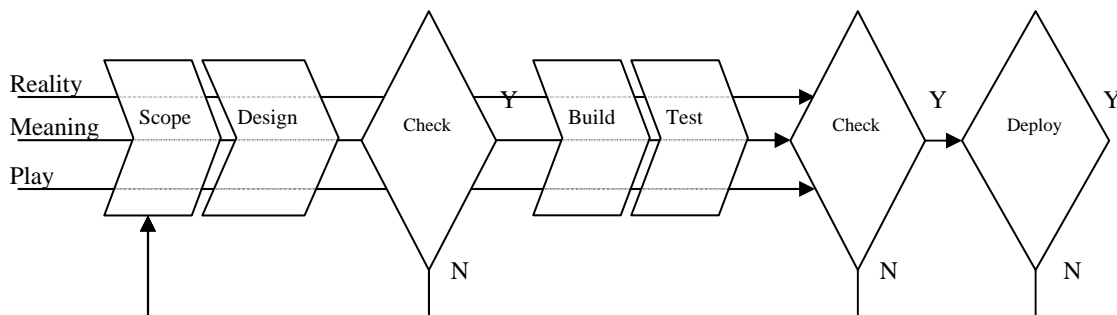 Reality
Meaning
Play
Scope
Design
Check
Y
N
Build
Test
Check
Y
N
Deploy
Y
N